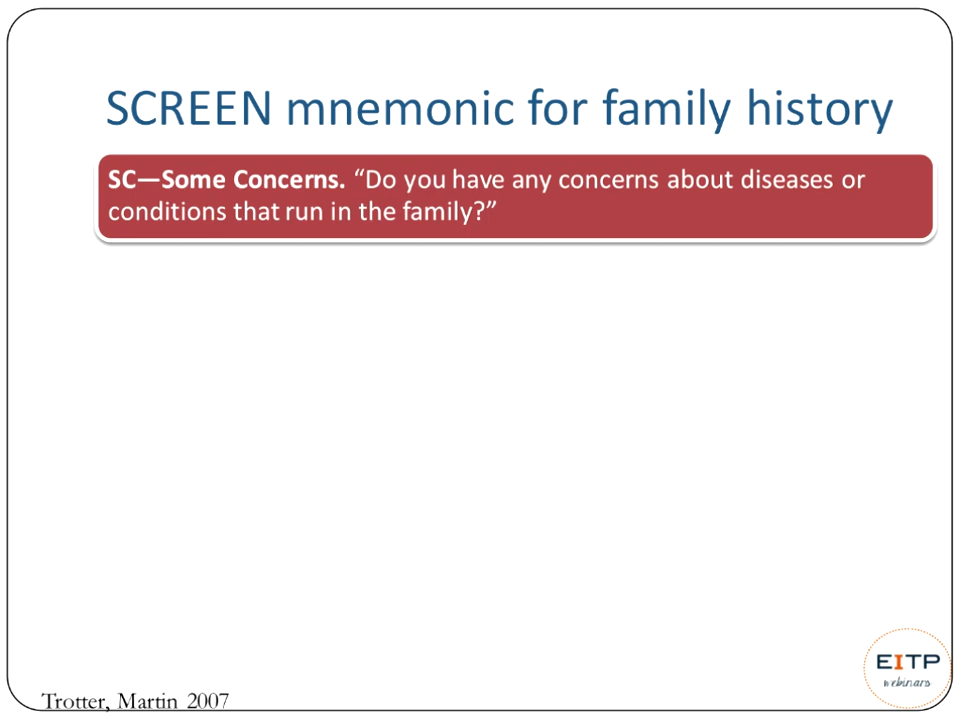 SCREEN mnemonic for family history
SC—Some Concerns. “Do you have any concerns about diseases or
conditions that run in the family?”
EITP
webinars
Trotter, Martin 2007